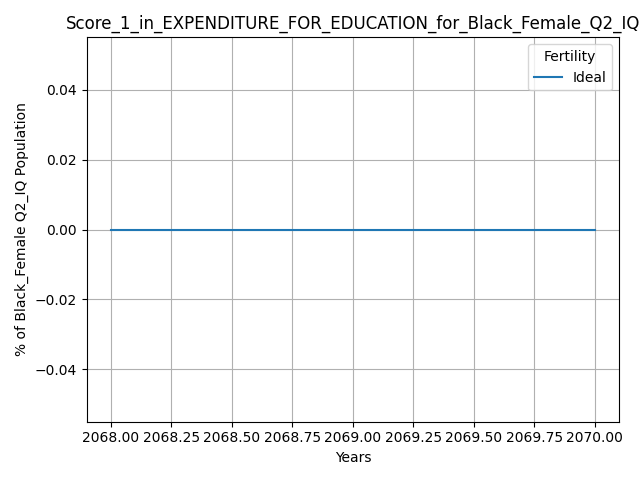 Score_1_in_EXPENDITURE_FOR_EDUCATION_for_Black_Female_Q2_IQ
Fertility
Ideal
0.04
0.02
0.00
−0.02
−0.04
% of Black_Female Q2_IQ Population
2068.00 2068.25 2068.50 2068.75 2069.00 2069.25 2069.50 2069.75 2070.00
Years